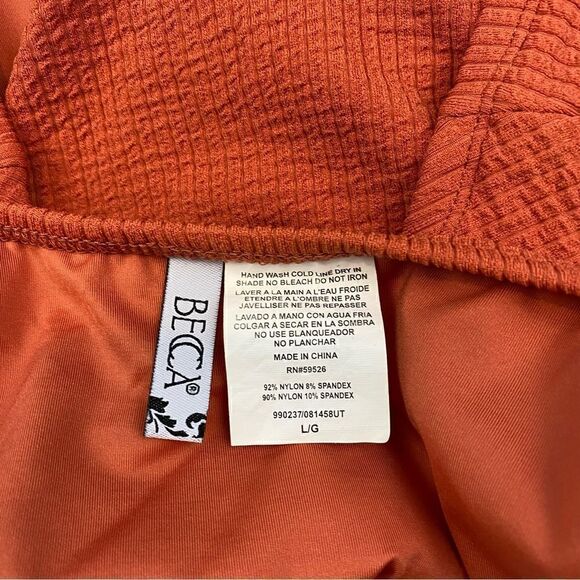 BECCA®
HAND WASH COLD LINE DRY IN
SHADE NO BLEACH DO NOT IRON
LAVER A LA MAIN A L'EAU FROIDE
ETENDRE A L'OMBRE NE PAS
JAVELLISER NE PAS REPASSER
LAVADO A MANO CON AGUA FRIA
COLGAR A SECAR EN LA SOMBRA
NO USE BLANQUEADOR
NO PLANCHAR
MADE IN CHINA
RN#59526
92% NYLON 8% SPANDEX
90% NYLON 10% SPANDEX
990237/081458UT
L/G